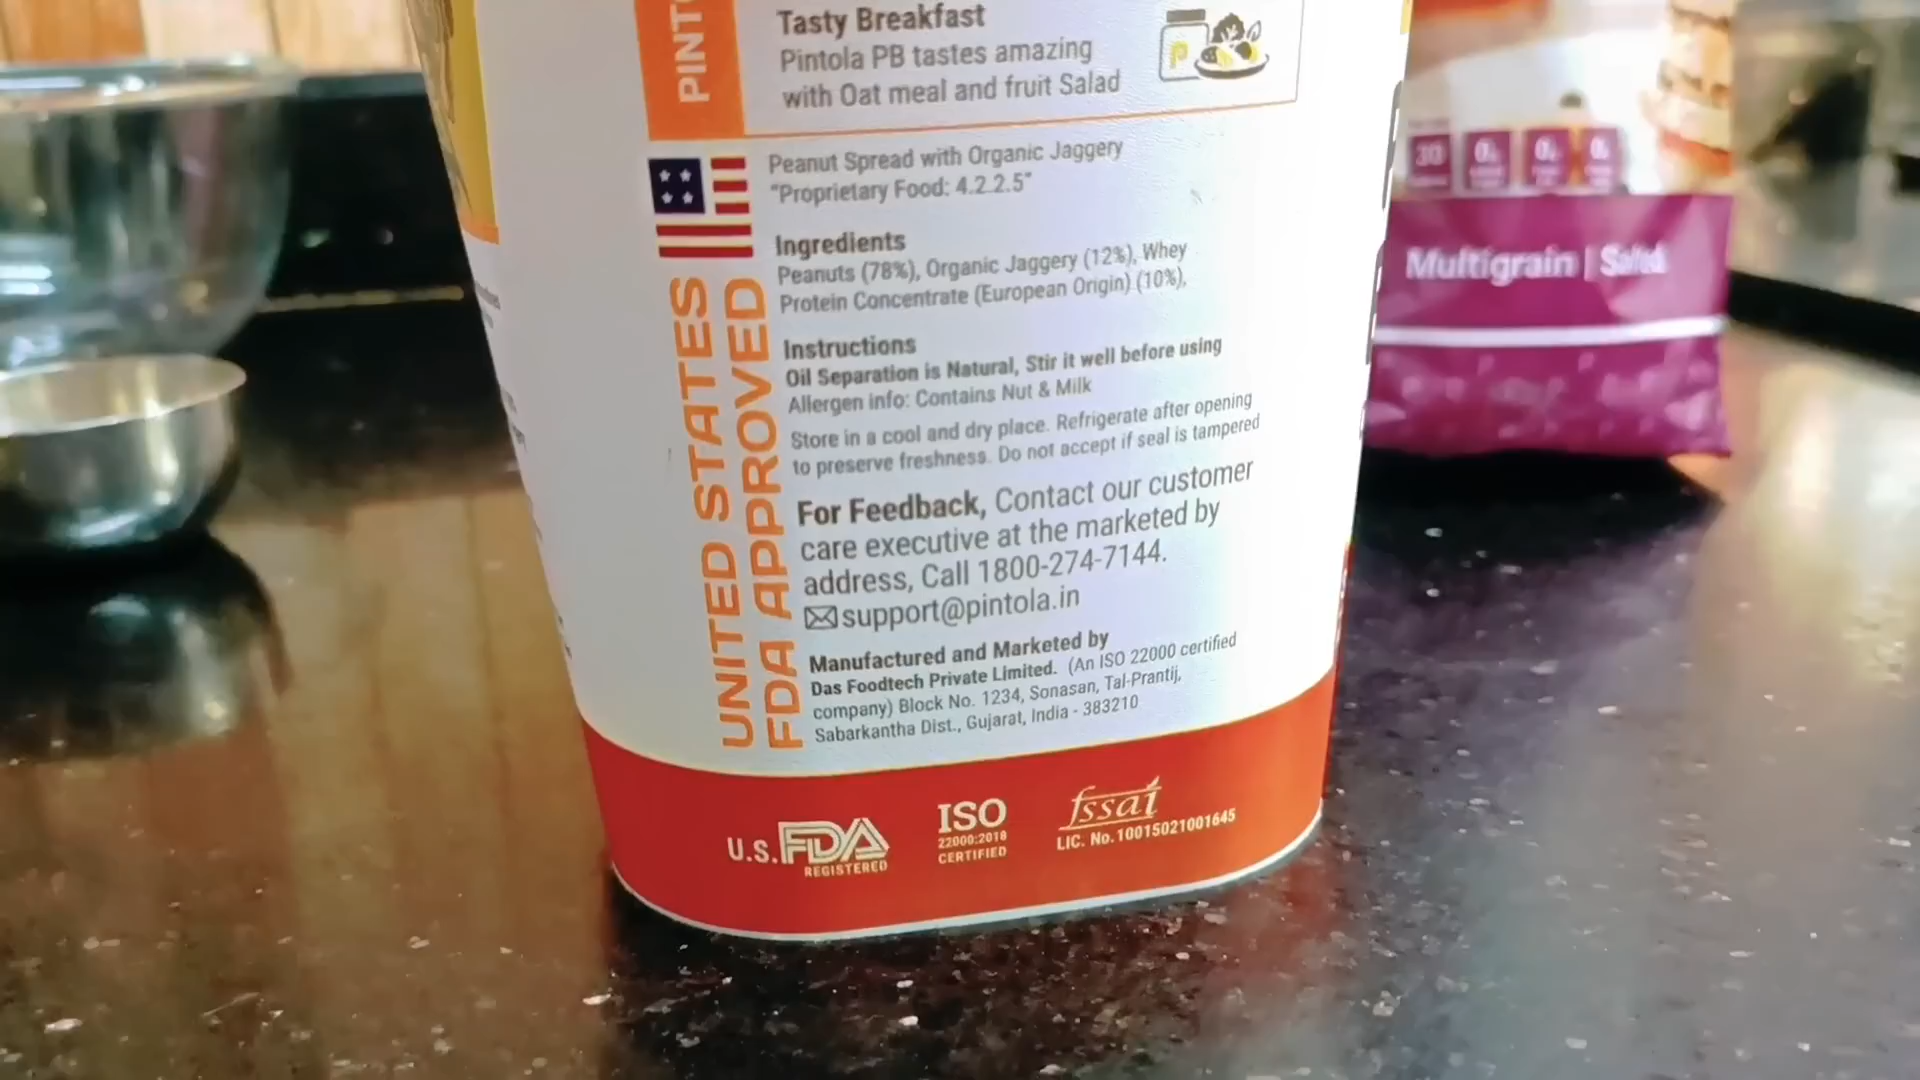 PINT
Tasty Breakfast
Pintola PB tastes amazing
with Oat meal and fruit Salad
P
Peanut Spread with Organic Jaggery
"Proprietary Food: 4.2.2.5"
Ingredients
Peanuts (78%), Organic Jaggery (12%), Whey
Protein Concentrate (European Origin) (10%),
Instructions
Oil Separation is Natural, Stir it well before using
Allergen info: Contains Nut & Milk
Store in a cool and dry place. Refrigerate after opening
to preserve freshness. Do not accept if seal is tampered
For Feedback, Contact our customer
care executive at the marketed by
address, Call 1800-274-7144.
support@pintola.in
Manufactured and Marketed by
Das Foodtech Private Limited. (An ISO 22000 certified
company) Block No. 1234, Sonasan, Tal-Prantij,
Sabarkantha Dist., Gujarat, India - 383210
UNITED STATES
FDA APPROVED
U.S. FDA
REGISTERED
ISO
22000:2018
CERTIFIED
fssai
LIC. No. 10015021001645
30
Multigrain | Salted